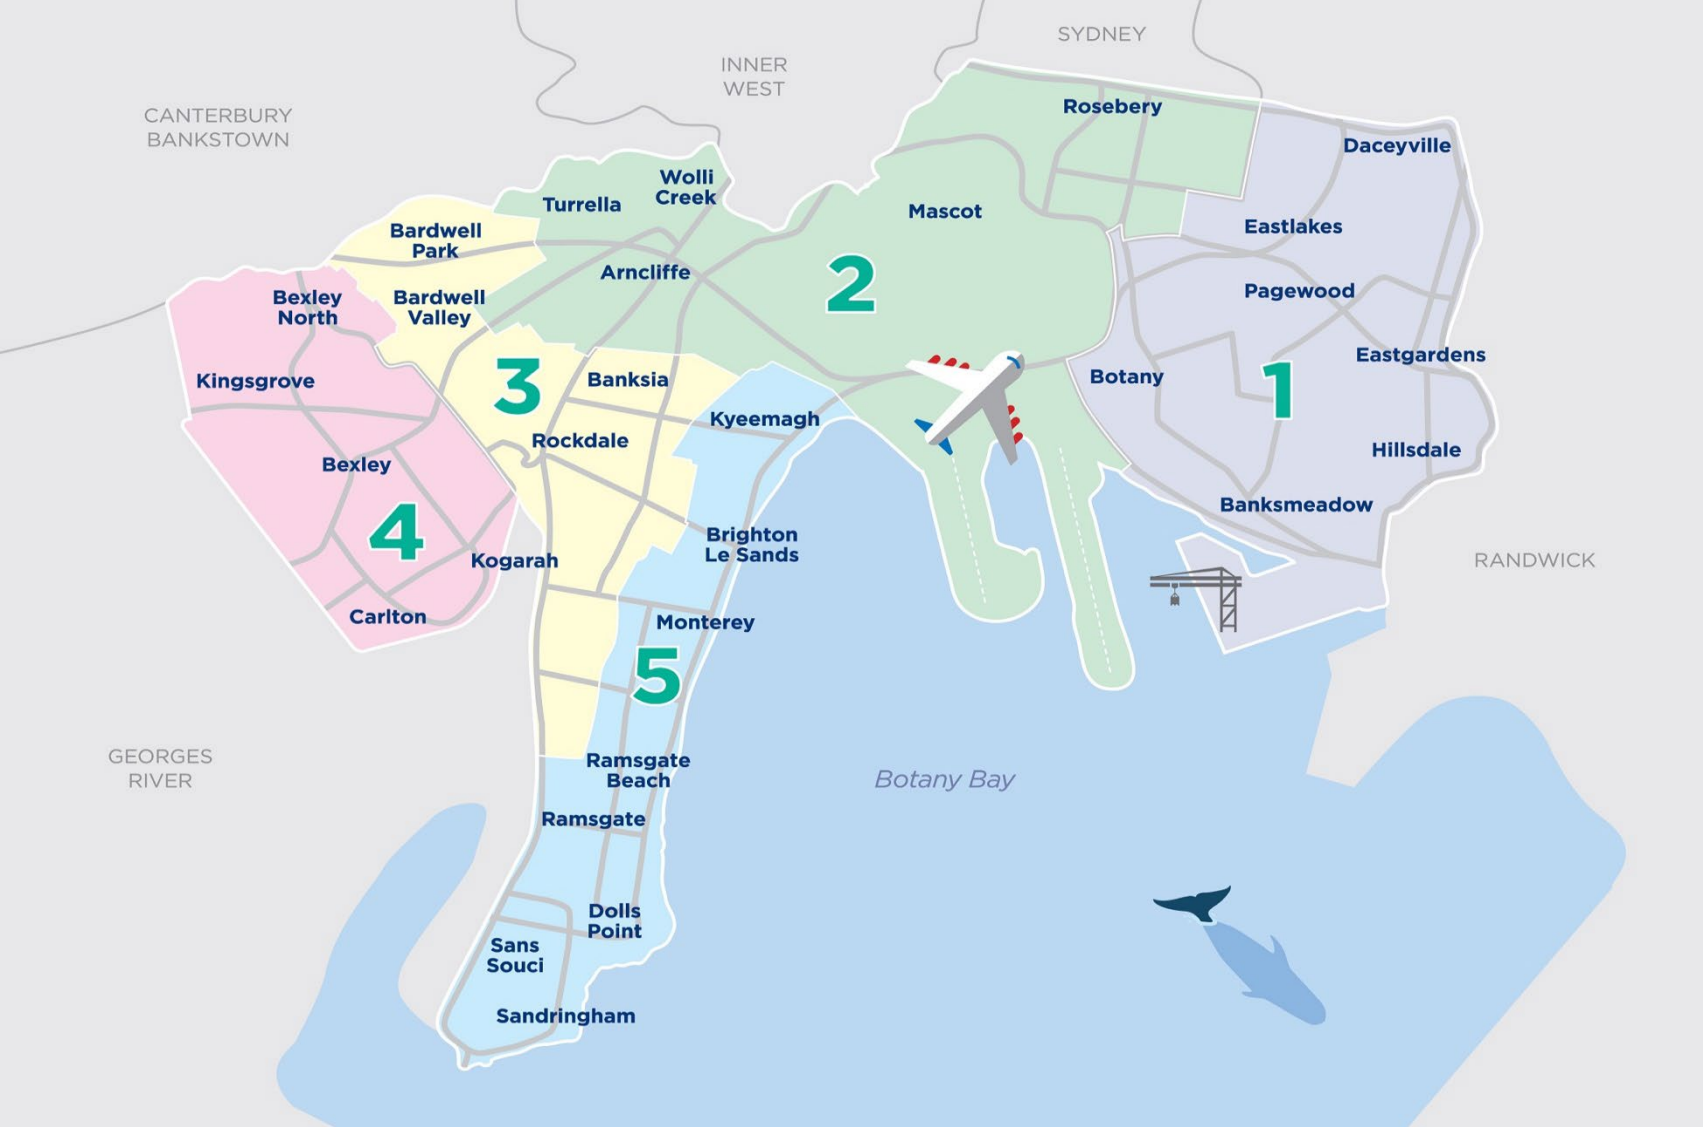 SYDNEY
INNER
WEST
CANTERBURY
BANKSTOWN
Rosebery
Daceyville
Wolli
Creek
Turrella
Mascot
Bardwell
Park
Eastlakes
Arncliffe
2
Bexley
North
Bardwell
Valley
Pagewood
Eastgardens
Kingsgrove
3
Banksia
Botany
1
Kyeemagh
Rockdale
Hillsdale
Bexley
4
Banksmeadow
Brighton
Le Sands
Kogarah
RANDWICK
Carlton
Monterey
5
GEORGES
RIVER
Ramsgate
Beach
Botany Bay
Ramsgate
Dolls
Point
Sans
Souci
Sandringham